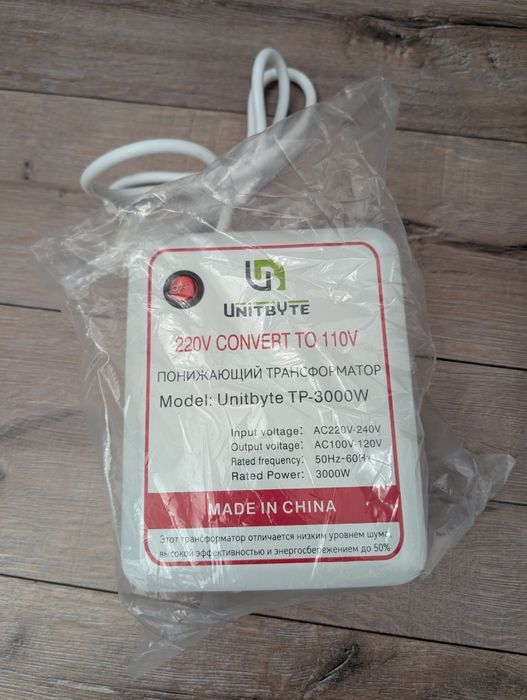 UNITBYTE
220V CONVERT TO 110V
ПОНИЖАЮЩИЙ ТРАНСФОРМАТОР
Model: Unitbyte TP-3000W
Input voltage: AC220V-240V
Output voltage: AC100V-120V
Rated frequency: 50Hz-60Hz
Rated Power: 3000W
MADE IN CHINA
Этот трансформатор отличается низким уровнем шума,
высокой эффективностью и энергосбережением до 50%